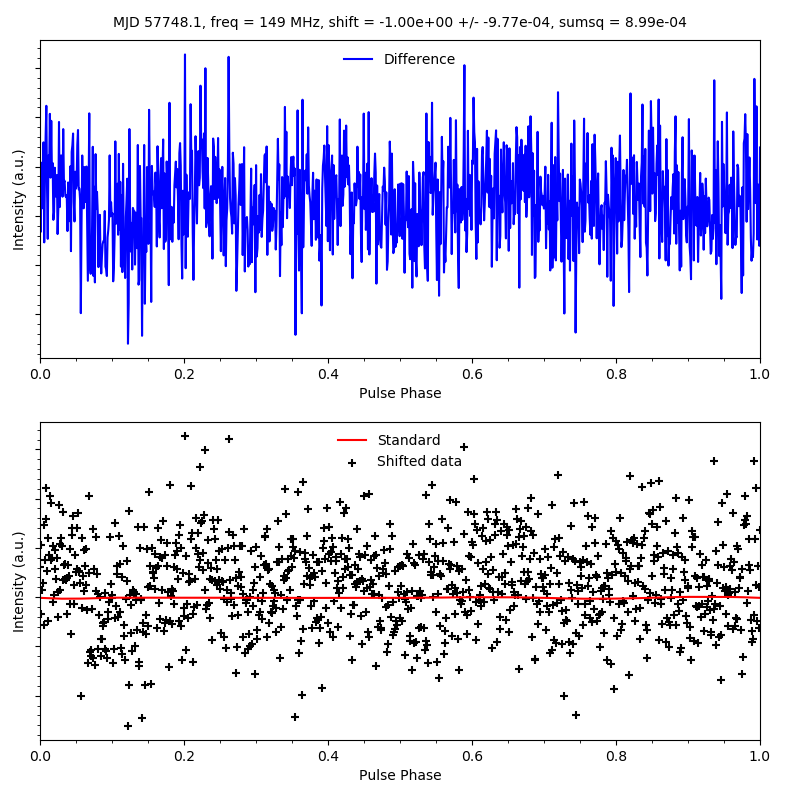 MJD 57748.1, freq = 149 MHz, shift = -1.00e+00 +/- -9.77e-04, sumsq = 8.99e-04
Difference
Intensity (a.u.)
0.0 0.2 0.4 0.6 0.8 1.0
Pulse Phase
Standard
Shifted data
Intensity (a.u.)
0.0 0.2 0.4 0.6 0.8 1.0
Pulse Phase